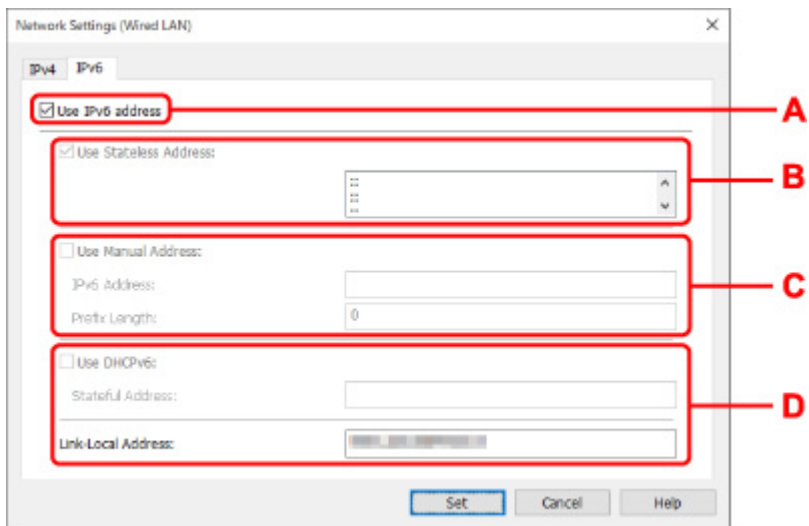 Network Settings (Wired LAN)
IPv4 IPv6
Use IPv6 address
A
Use Stateless Address:
::
::
::
B
Use Manual Address:
IPv6 Address:
Prefix Length: 0
C
Use DHCPv6:
Stateful Address:
D
Link-Local Address:
Set Cancel Help